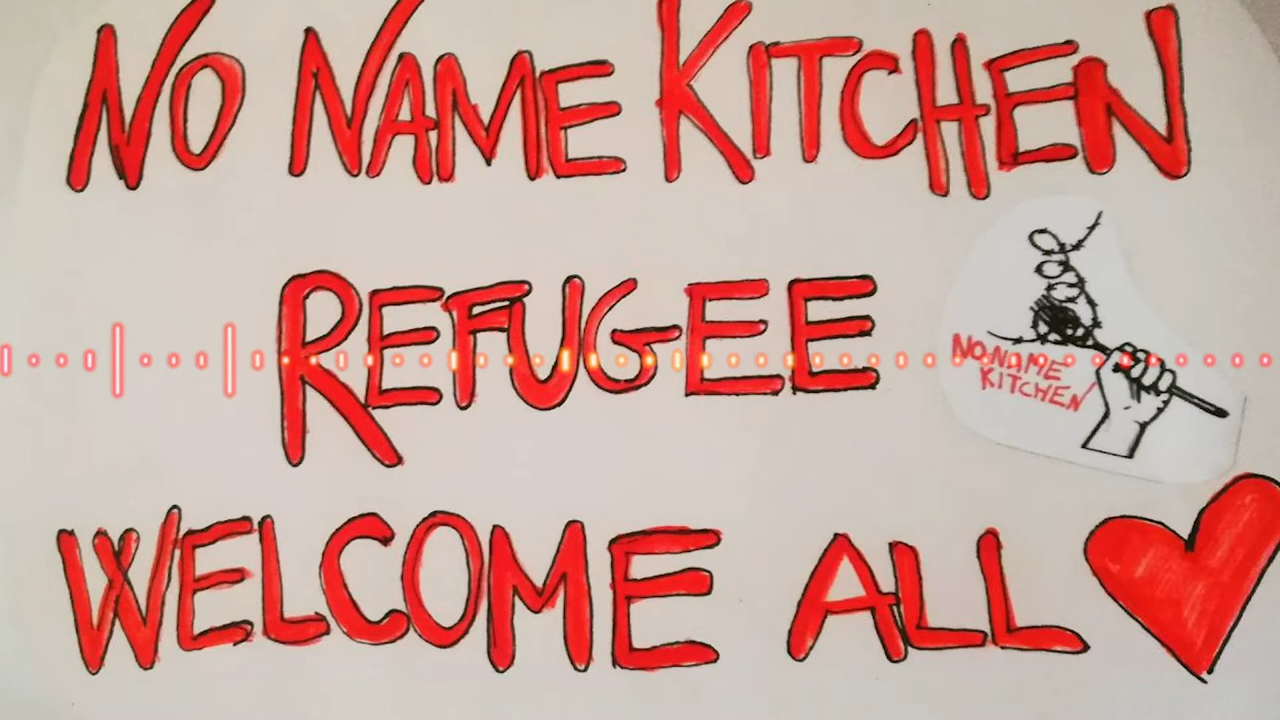 NO NAME KITCHEN
REFUGEE
NO NAME
KITCHEN
WELCOME ALL